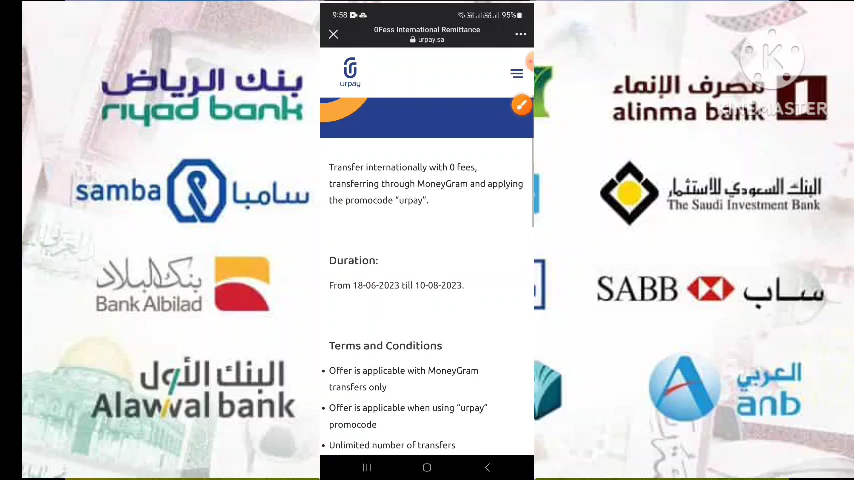 9:58
95%
0Fess International Remittance
urpay.sa
urpay
Transfer internationally with 0 fees,
transferring through MoneyGram and applying
the promocode “urpay”.
Duration:
From 18-06-2023 till 10-08-2023.
Terms and Conditions
• Offer is applicable with MoneyGram
transfers only
• Offer is applicable when using “urpay”
promocode
• Unlimited number of transfers
بنك الرياض
riyad bank
samba سامبا
بنك البلاد
Bank Albilad
البنك الأول
Alawwal bank
مصرف الإنماء
alinma bank
KINEMASTER
البنك السعودي للاستثمار
The Saudi Investment Bank
SABB ساب
العربي
anb